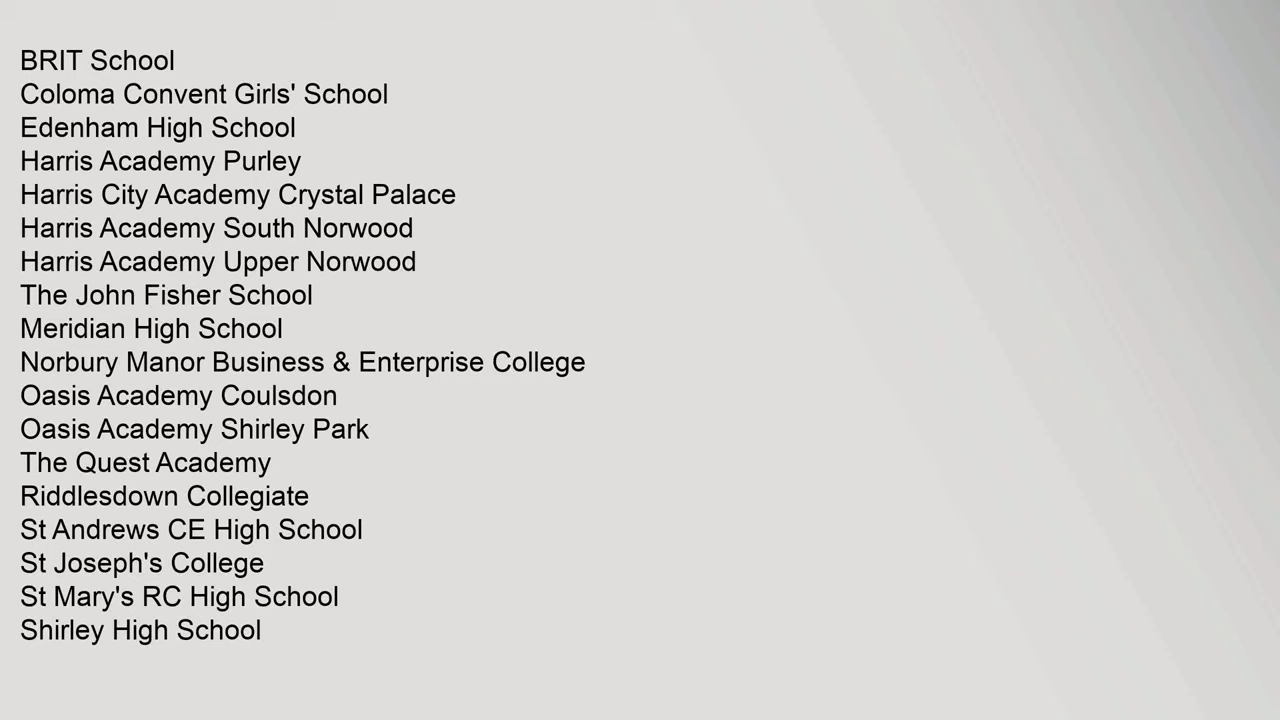 BRIT School
Coloma Convent Girls' School
Edenham High School
Harris Academy Purley
Harris City Academy Crystal Palace
Harris Academy South Norwood
Harris Academy Upper Norwood
The John Fisher School
Meridian High School
Norbury Manor Business & Enterprise College
Oasis Academy Coulsdon
Oasis Academy Shirley Park
The Quest Academy
Riddlesdown Collegiate
St Andrews CE High School
St Joseph's College
St Mary's RC High School
Shirley High School